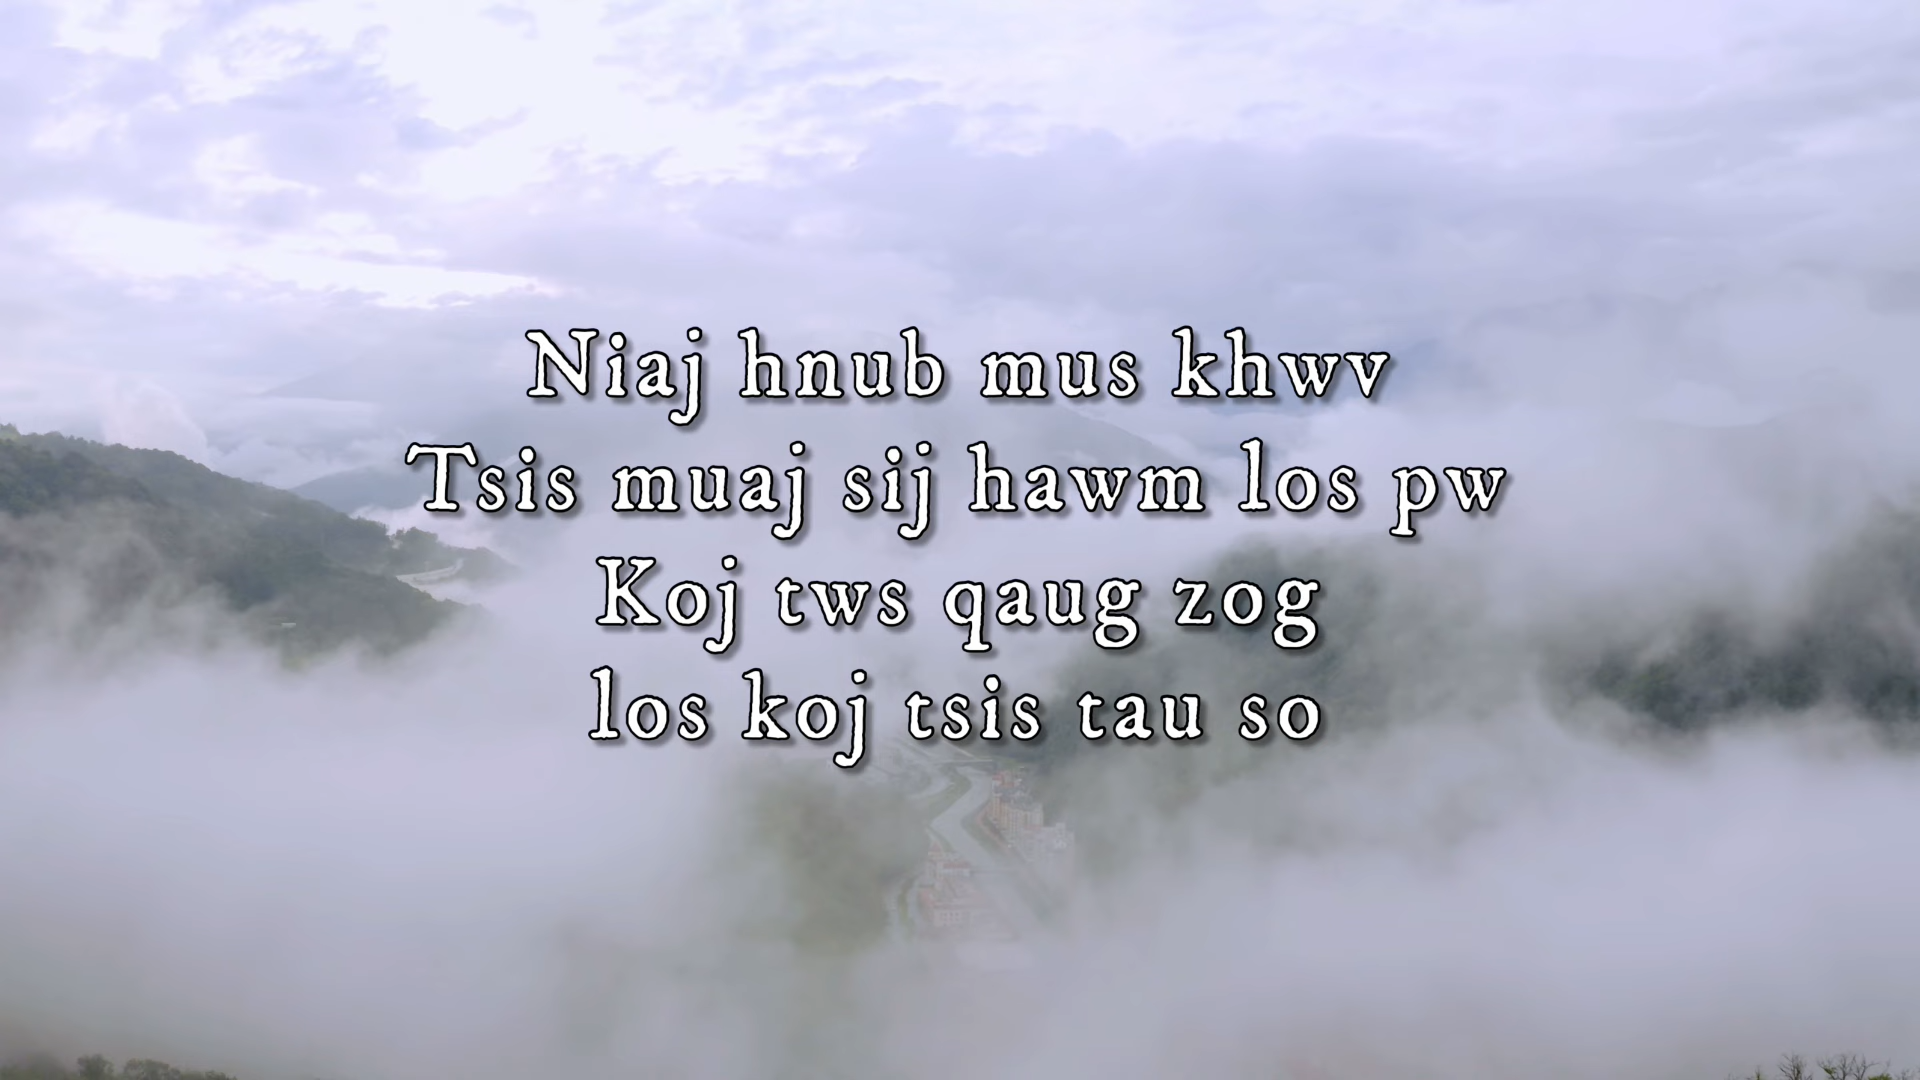 Niaj hnub mus khwv
Tsis muaj sij hawm los pw
Koj tws qaug zog
los koj tsis tau so